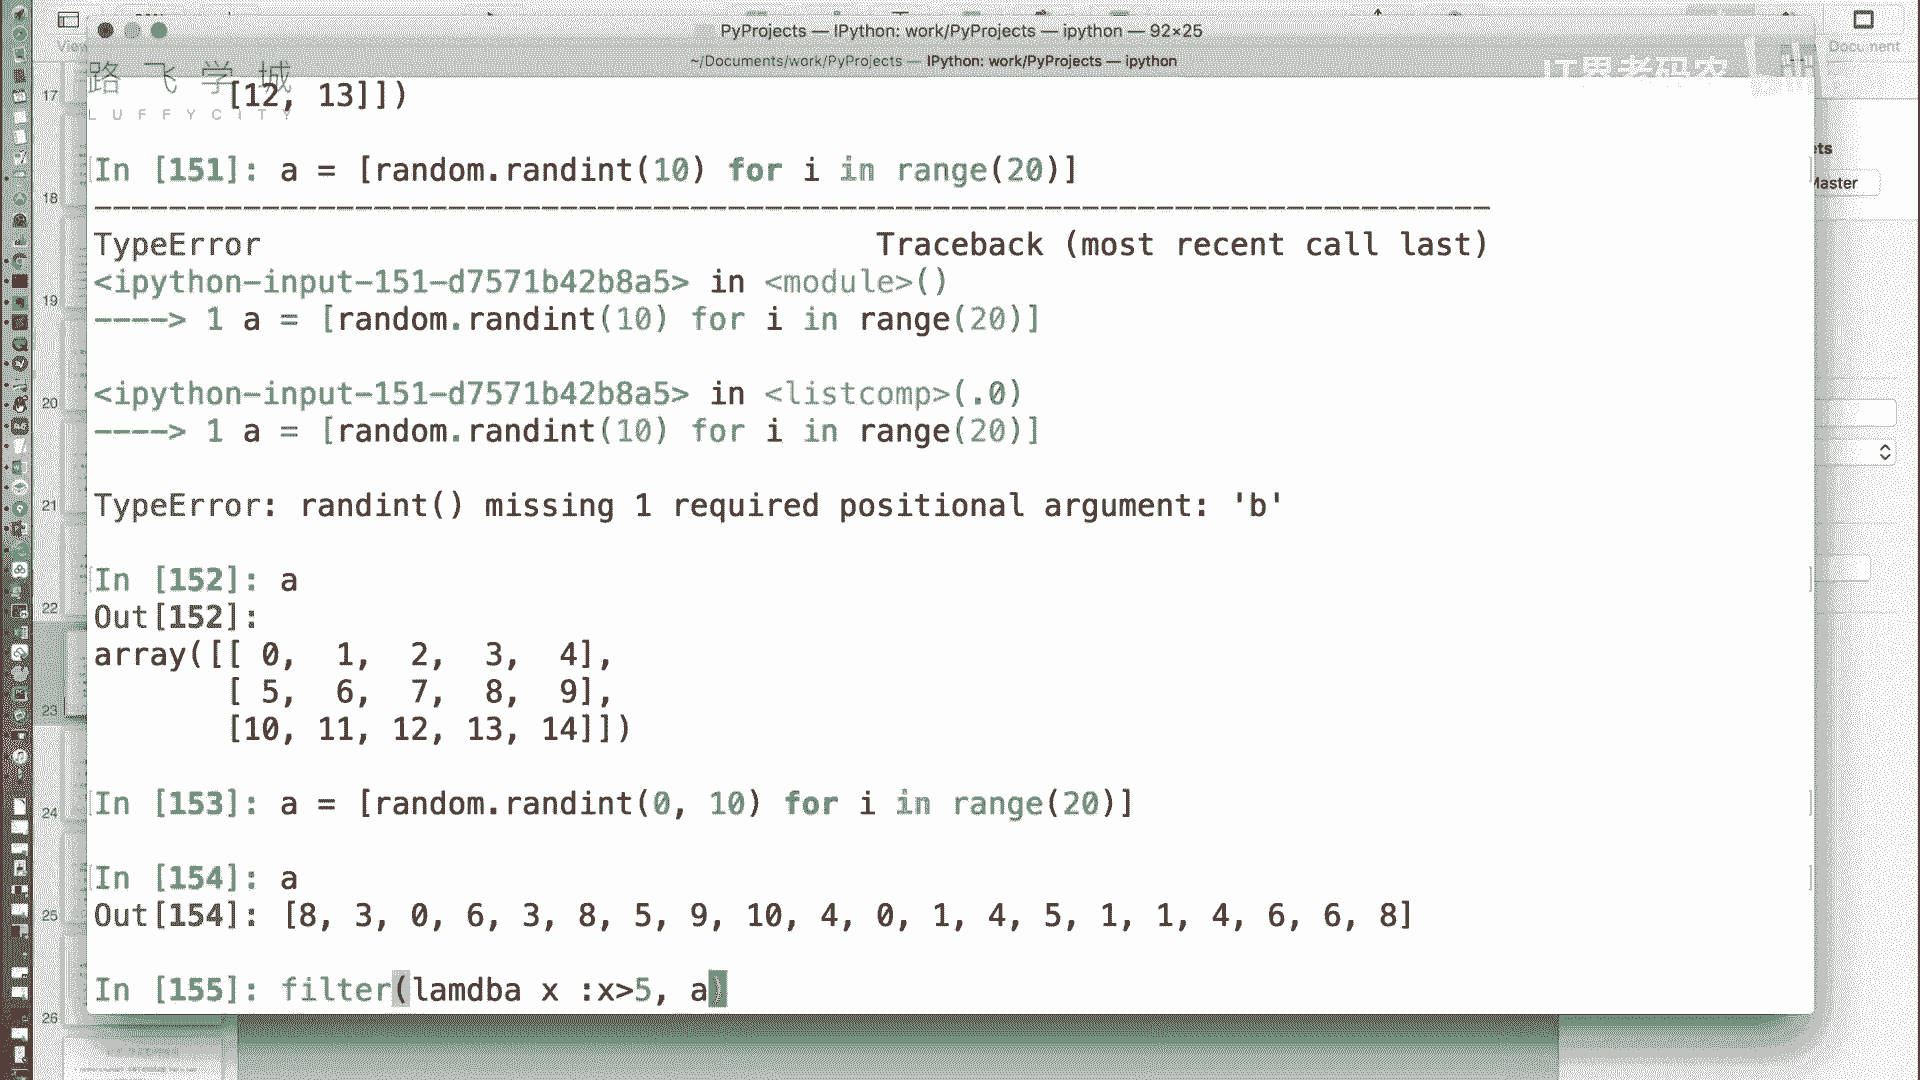 PyProjects — IPython: work/PyProjects — ipython — 92×25
~/Documents/work/PyProjects — IPython: work/PyProjects — ipython
View
Document
路飞学城
LUFFYCITY
IT界老码农
Master
17
18
19
20
21
22
23
24
25
26
[12, 13]])
In [151]: a = [random.randint(10) for i in range(20)]
---------------------------------------------------------------------------
TypeError                                 Traceback (most recent call last)
<ipython-input-151-d7571b42b8a5> in <module>()
----> 1 a = [random.randint(10) for i in range(20)]
<ipython-input-151-d7571b42b8a5> in <listcomp>(.0)
----> 1 a = [random.randint(10) for i in range(20)]
TypeError: randint() missing 1 required positional argument: 'b'
In [152]: a
Out[152]:
array([[ 0,  1,  2,  3,  4],
       [ 5,  6,  7,  8,  9],
       [10, 11, 12, 13, 14]])
In [153]: a = [random.randint(0, 10) for i in range(20)]
In [154]: a
Out[154]: [8, 3, 0, 6, 3, 8, 5, 9, 10, 4, 0, 1, 4, 5, 1, 1, 4, 6, 6, 8]
In [155]: filter(lamdba x :x>5, a)